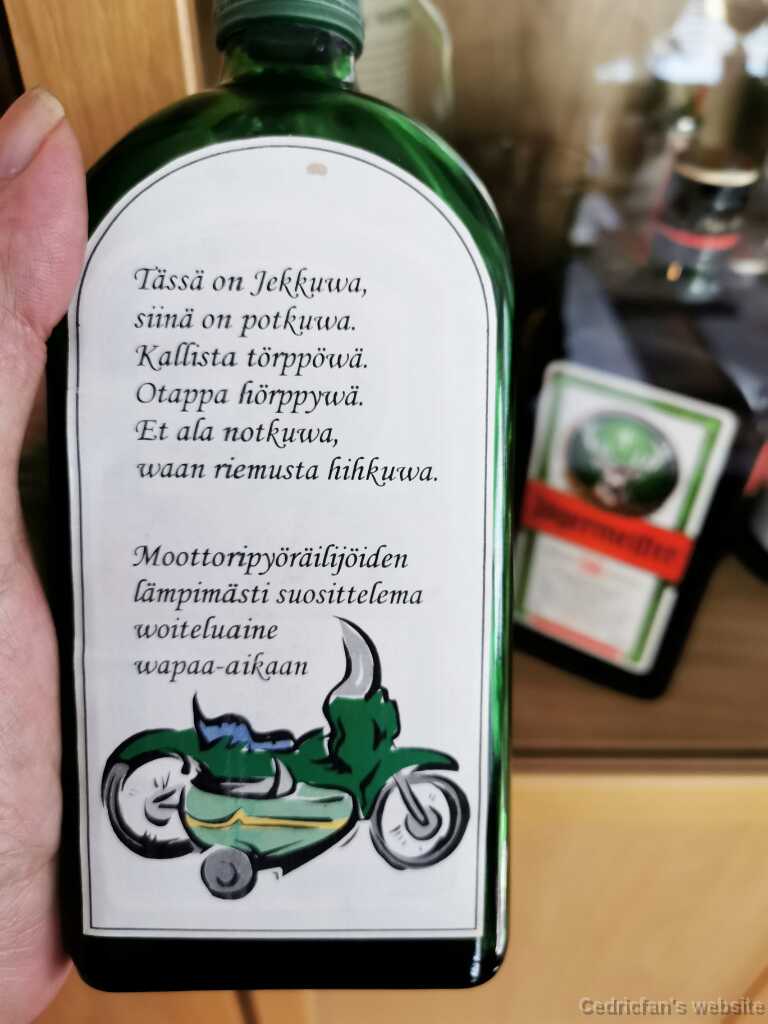 Tässä on Jekkuwa,
siinä on potkuwa.
Kallista törppöwä.
Otappa hörppywä.
Et ala notkuwa,
waan riemusta hihkuwa.
Moottoripyöräilijöiden
lämpimästi suosittelema
woiteluaine
wapaa-aikaan
Jägermeister
Cedricfan's website